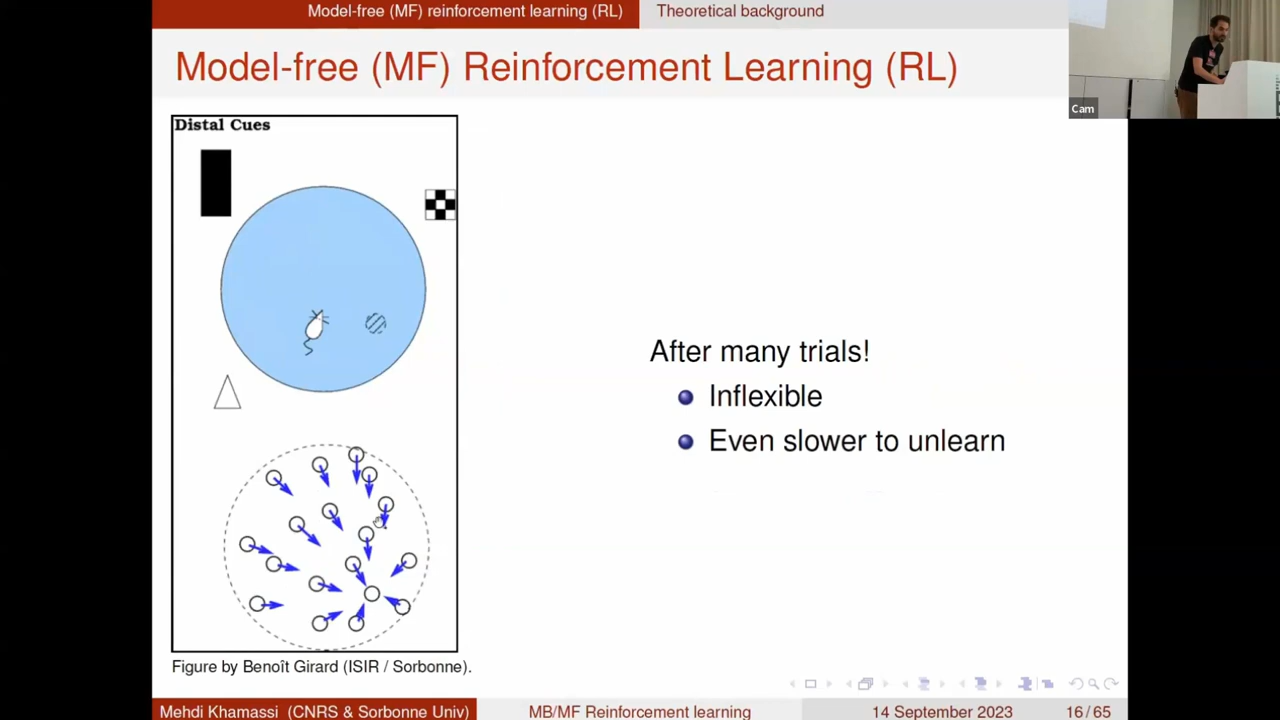 Model-free (MF) reinforcement learning (RL)
Theoretical background
Model-free (MF) Reinforcement Learning (RL)
Cam
Distal Cues
After many trials!
Inflexible
Even slower to unlearn
Figure by Benoît Girard (ISIR / Sorbonne).
Mehdi Khamassi (CNRS & Sorbonne Univ)
MB/MF Reinforcement learning
14 September 2023
16/65